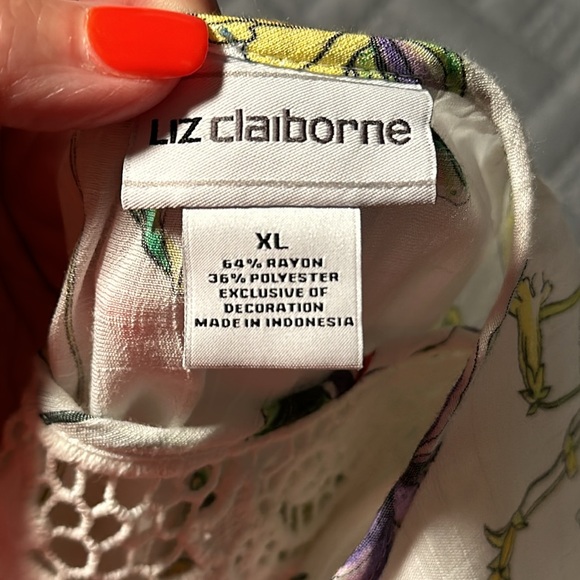 LIZ claiborne
XL
64% RAYON
36% POLYESTER
EXCLUSIVE OF
DECORATION
MADE IN INDONESIA